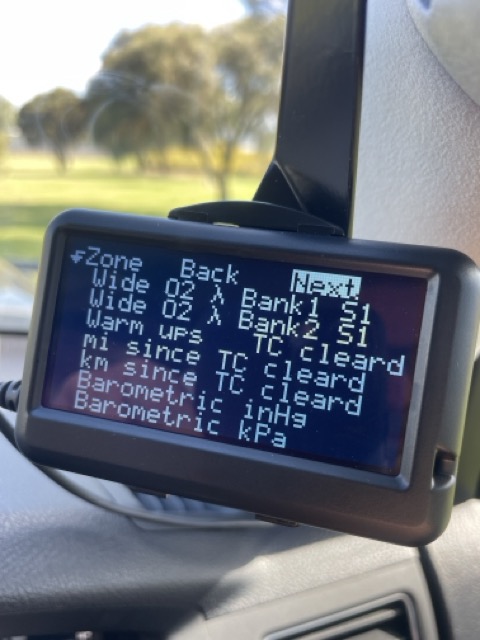 Zone Back Next
Wide O2 λ Bank1 S1
Wide O2 λ Bank2 S1
Warm ups TC cleard
mi since TC cleard
km since TC cleard
Barometric inHg
Barometric kPa